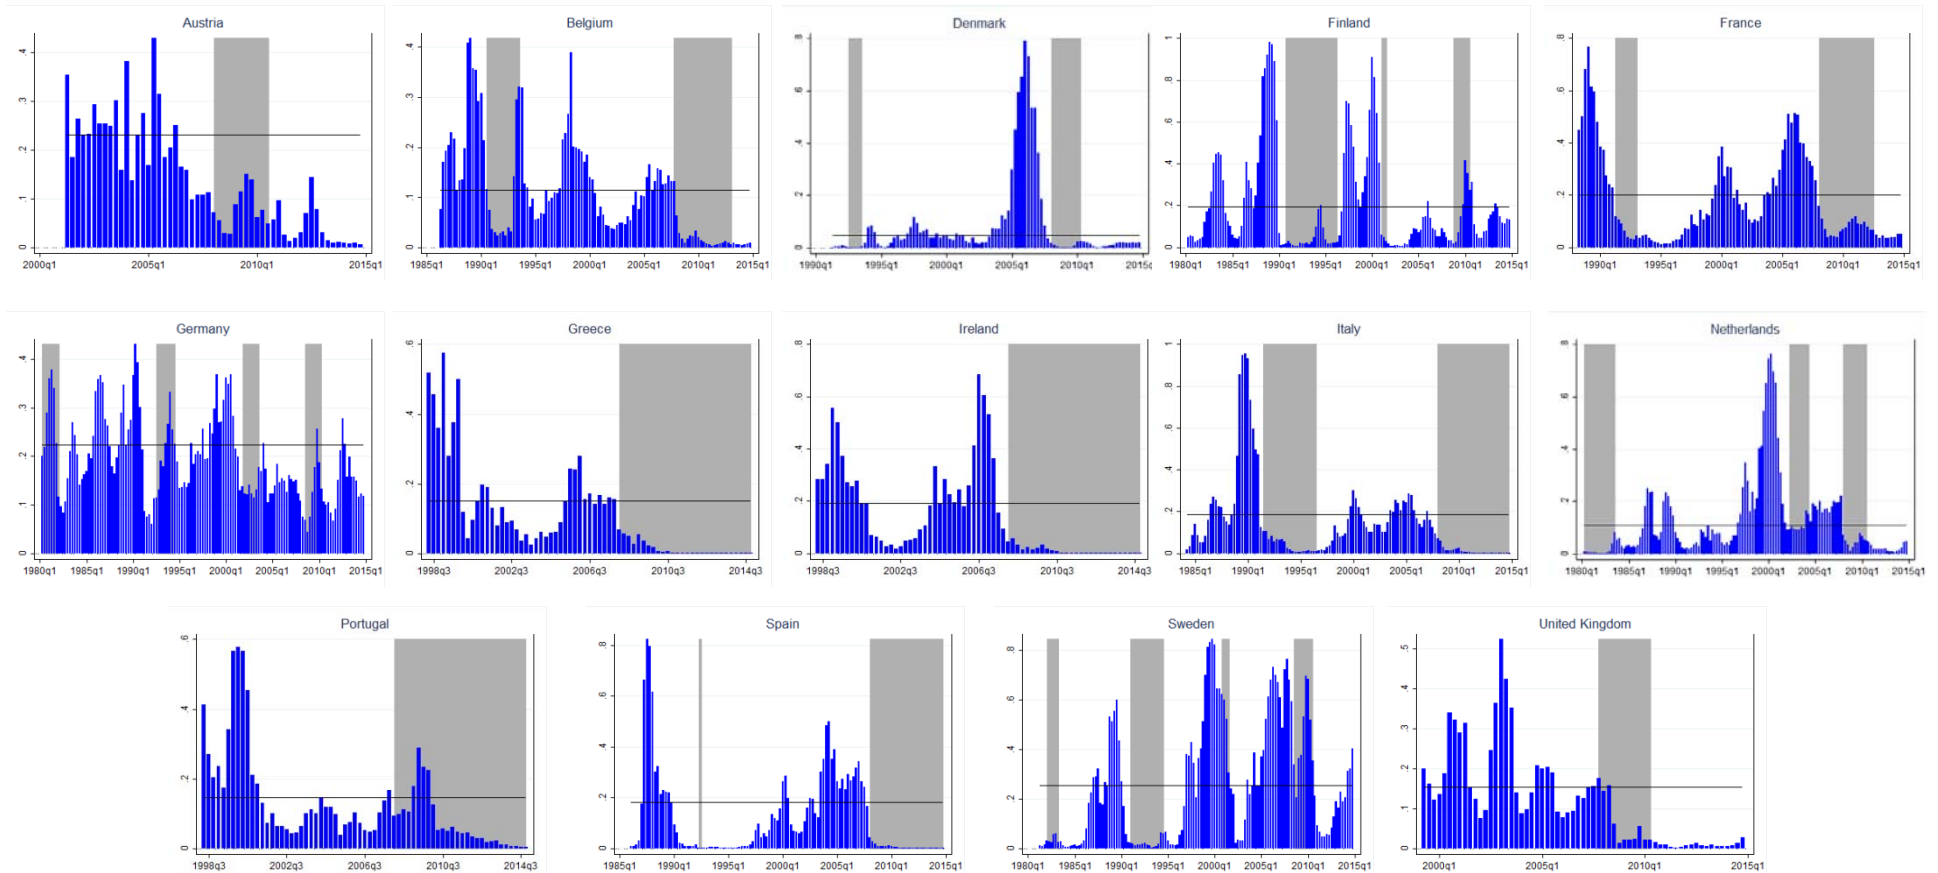 Austria
.4
.3
.2
.1
0
2000q1 2005q1 2010q1 2015q1
Belgium
.4
.3
.2
.1
0
1985q1 1990q1 1995q1 2000q1 2005q1 2010q1 2015q1
Denmark
.8
.6
.4
.2
0
1990q1 1995q1 2000q1 2005q1 2010q1 2015q1
Finland
1
.8
.6
.4
.2
0
1980q1 1985q1 1990q1 1995q1 2000q1 2005q1 2010q1 2015q1
France
.8
.6
.4
.2
0
1990q1 1995q1 2000q1 2005q1 2010q1 2015q1
Germany
.4
.3
.2
.1
0
1980q1 1985q1 1990q1 1995q1 2000q1 2005q1 2010q1 2015q1
Greece
.6
.4
.2
0
1998q3 2002q3 2006q3 2010q3 2014q3
Ireland
.8
.6
.4
.2
0
1998q3 2002q3 2006q3 2010q3 2014q3
Italy
1
.8
.6
.4
.2
0
1985q1 1990q1 1995q1 2000q1 2005q1 2010q1 2015q1
Netherlands
.8
.6
.4
.2
0
1980q1 1985q1 1990q1 1995q1 2000q1 2005q1 2010q1 2015q1
Portugal
.6
.4
.2
0
1998q3 2002q3 2006q3 2010q3 2014q3
Spain
.8
.6
.4
.2
0
1985q1 1990q1 1995q1 2000q1 2005q1 2010q1 2015q1
Sweden
.8
.6
.4
.2
0
1980q1 1985q1 1990q1 1995q1 2000q1 2005q1 2010q1 2015q1
United Kingdom
.5
.4
.3
.2
.1
0
2000q1 2005q1 2010q1 2015q1